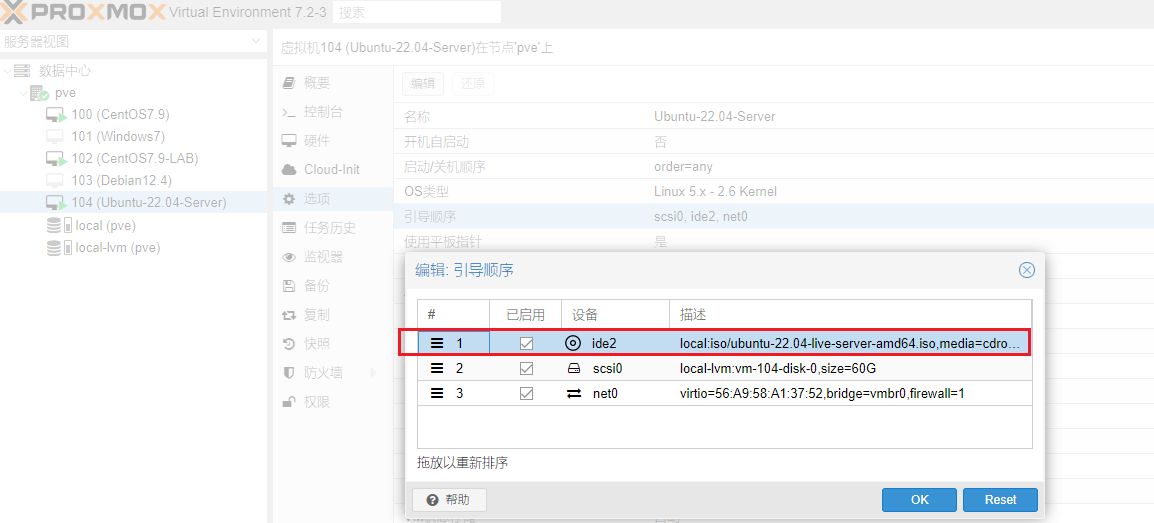 PROXMOX Virtual Environment 7.2-3 搜索
服务器视图
虚拟机104 (Ubuntu-22.04-Server)在节点'pve'上
数据中心
pve
100 (CentOS7.9)
101 (Windows7)
102 (CentOS7.9-LAB)
103 (Debian12.4)
104 (Ubuntu-22.04-Server)
local (pve)
local-lvm (pve)
概要
控制台
硬件
Cloud-Init
选项
任务历史
监视器
备份
复制
快照
防火墙
权限
编辑 还原
名称 Ubuntu-22.04-Server
开机自启动 否
启动/关机顺序 order=any
OS类型 Linux 5.x - 2.6 Kernel
引导顺序 scsi0, ide2, net0
使用平板指针 是
编辑: 引导顺序
# 已启用 设备 描述
1 ide2 local:iso/ubuntu-22.04-live-server-amd64.iso,media=cdro...
2 scsi0 local-lvm:vm-104-disk-0,size=60G
3 net0 virtio=56:A9:58:A1:37:52,bridge=vmbr0,firewall=1
拖放以重新排序
帮助 OK Reset